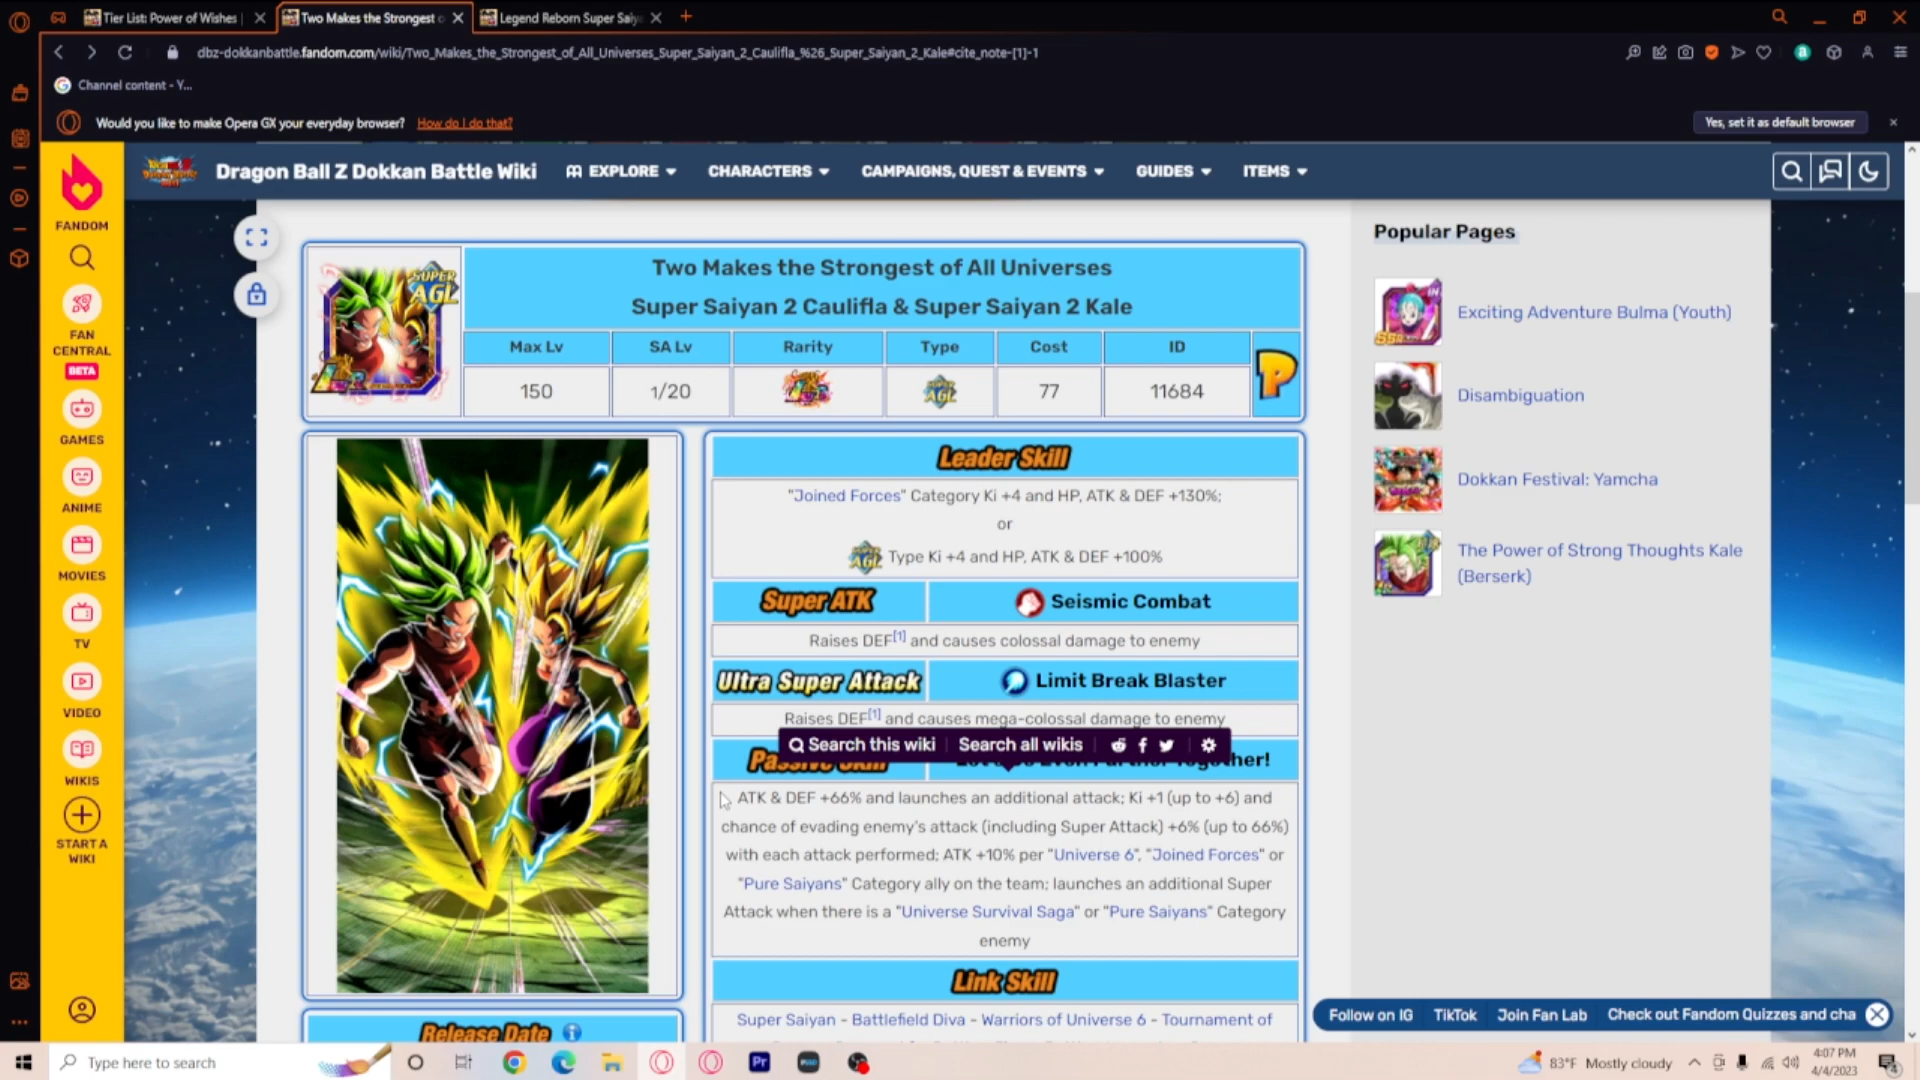 Tier List: Power of Wishes |
Two Makes the Strongest o
Legend Reborn Super Saiy
dbz-dokkanbattle.fandom.com/wiki/Two_Makes_the_Strongest_of_All_Universes_Super_Saiyan_2_Caulifla_%26_Super_Saiyan_2_Kale#cite_note-[1]-1
Channel content - Y...
Would you like to make Opera GX your everyday browser? How do I do that?
Yes, set it as default browser
Dragon Ball Z Dokkan Battle Wiki
EXPLORE
CHARACTERS
CAMPAIGNS, QUEST & EVENTS
GUIDES
ITEMS
FANDOM
FAN
CENTRAL
BETA
GAMES
ANIME
MOVIES
TV
VIDEO
WIKIS
START A
WIKI
SUPER
AGL
LR
Two Makes the Strongest of All Universes
Super Saiyan 2 Caulifla & Super Saiyan 2 Kale
Max Lv SA Lv Rarity Type Cost ID
150 1/20 LR SUPER AGL 77 11684
P
Leader Skill
"Joined Forces" Category Ki +4 and HP, ATK & DEF +130%;
or
SUPER AGL Type Ki +4 and HP, ATK & DEF +100%
Super ATK Seismic Combat
Raises DEF[1] and causes colossal damage to enemy
Ultra Super Attack Limit Break Blaster
Raises DEF[1] and causes mega-colossal damage to enemy
Search this wiki Search all wikis
Passive Skill
ATK & DEF +66% and launches an additional attack; Ki +1 (up to +6) and
chance of evading enemy's attack (including Super Attack) +6% (up to 66%)
with each attack performed; ATK +10% per "Universe 6", "Joined Forces" or
"Pure Saiyans" Category ally on the team; launches an additional Super
Attack when there is a "Universe Survival Saga" or "Pure Saiyans" Category
enemy
Link Skill
Super Saiyan - Battlefield Diva - Warriors of Universe 6 - Tournament of
Release Date
Popular Pages
Exciting Adventure Bulma (Youth)
Disambiguation
Dokkan Festival: Yamcha
The Power of Strong Thoughts Kale
(Berserk)
Follow on IG TikTok Join Fan Lab Check out Fandom Quizzes and cha
Type here to search
Pr
83°F Mostly cloudy
4:07 PM
4/4/2023
4